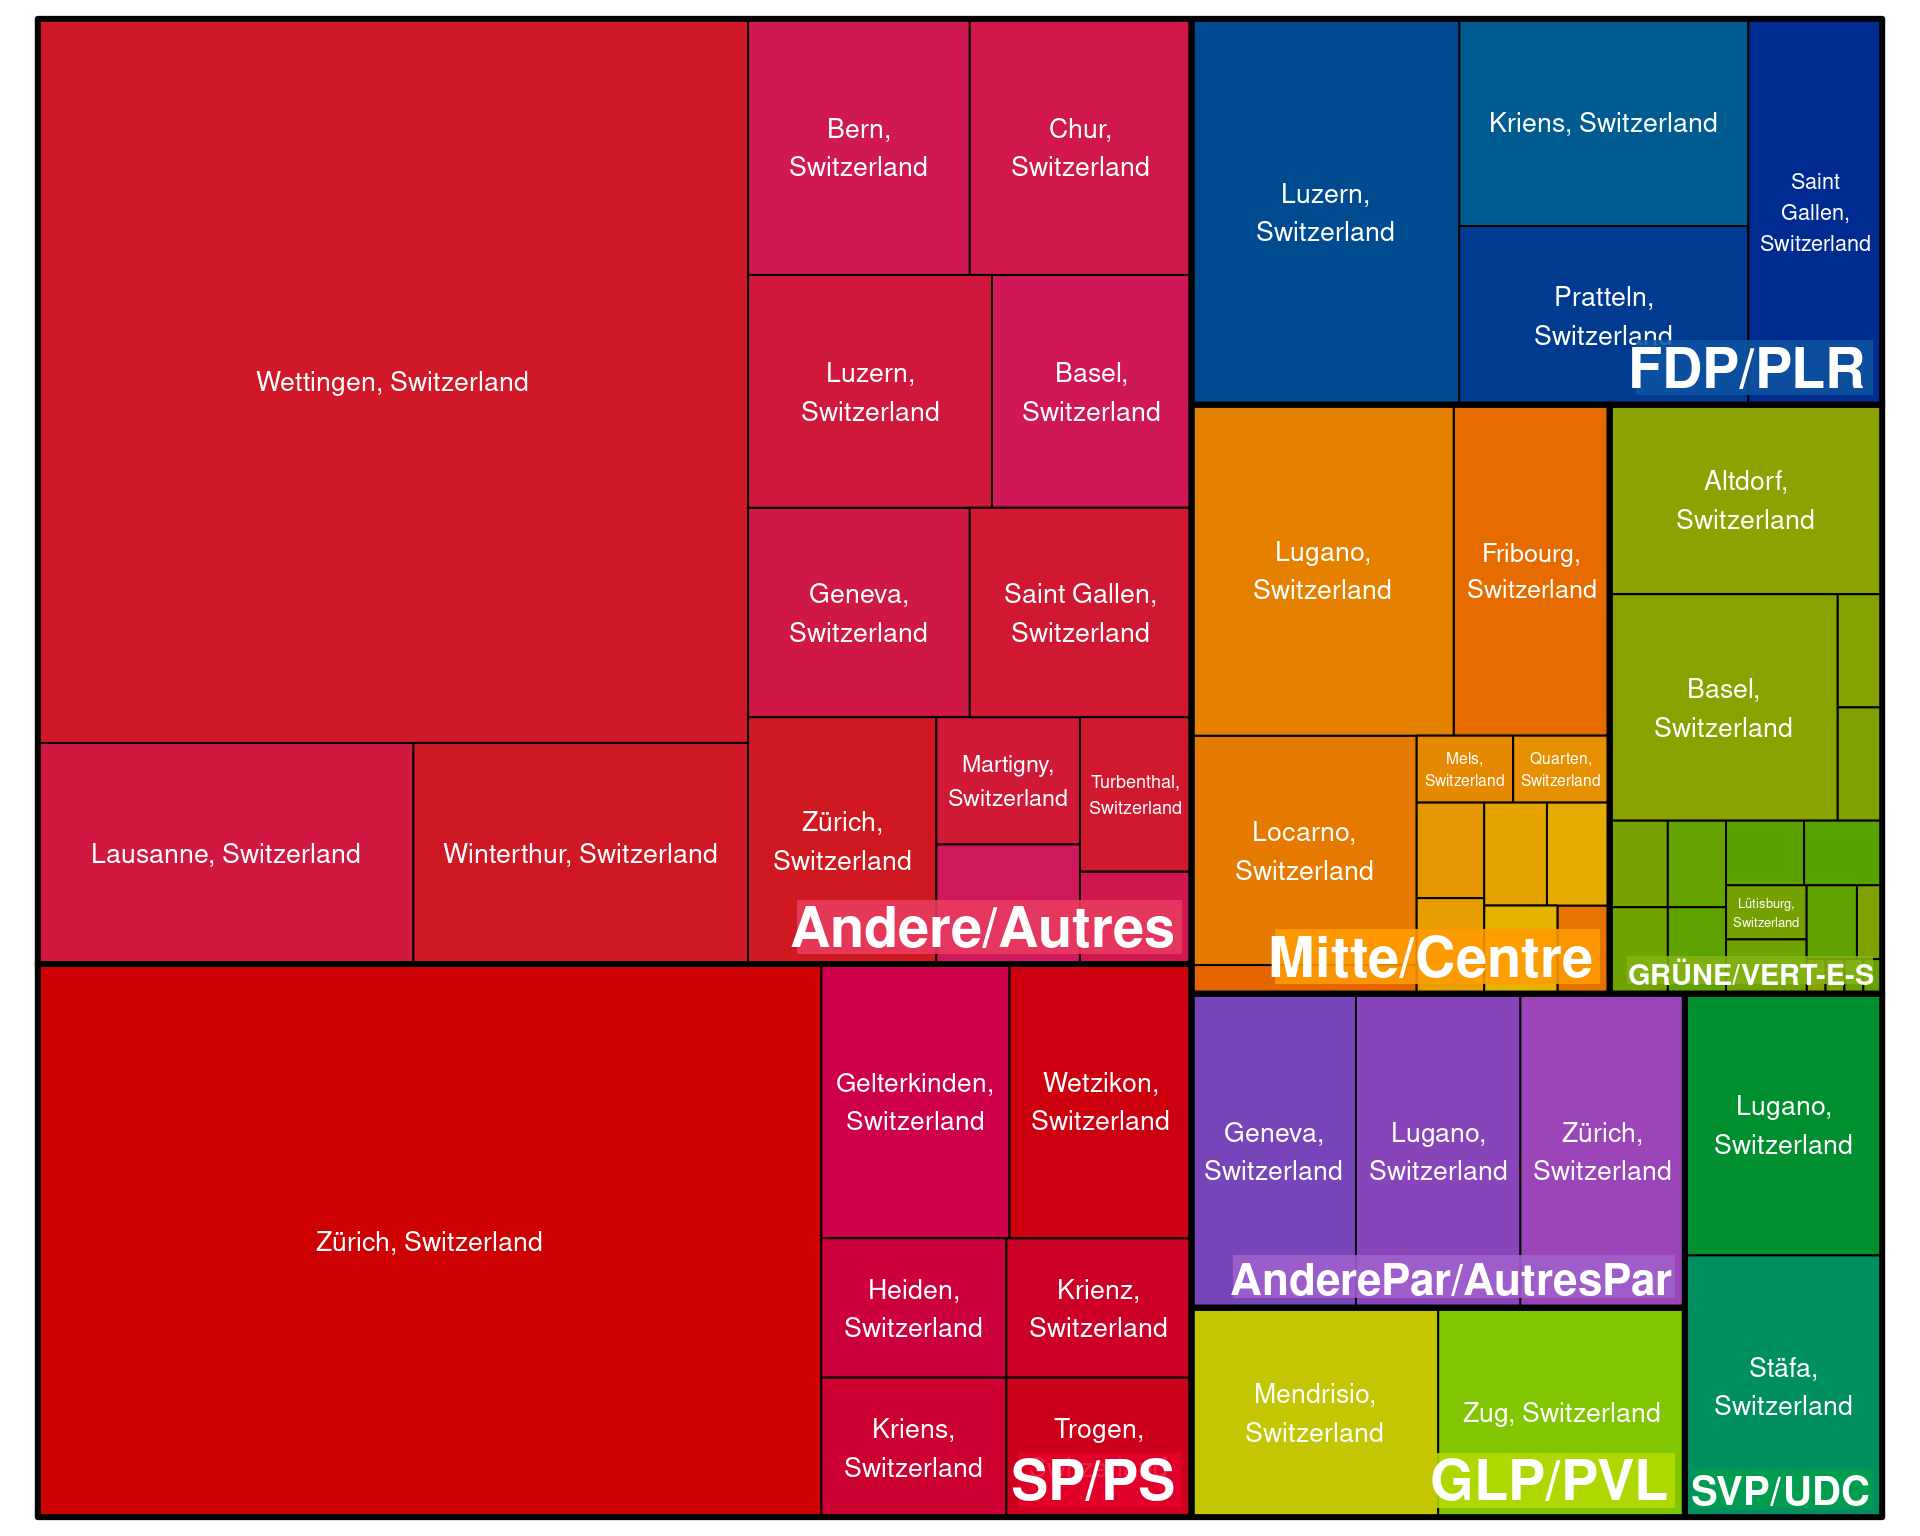 Wettingen, Switzerland
Lausanne, Switzerland
Winterthur, Switzerland
Bern,
Switzerland
Chur,
Switzerland
Luzern,
Switzerland
Basel,
Switzerland
Geneva,
Switzerland
Saint Gallen,
Switzerland
Zürich,
Switzerland
Martigny,
Switzerland
Turbenthal,
Switzerland
Andere/Autres
Zürich, Switzerland
Gelterkinden,
Switzerland
Wetzikon,
Switzerland
Heiden,
Switzerland
Krienz,
Switzerland
Kriens,
Switzerland
Trogen,
SP/PS
Luzern,
Switzerland
Kriens, Switzerland
Pratteln,
Switzerland
Saint
Gallen,
Switzerland
FDP/PLR
Lugano,
Switzerland
Fribourg,
Switzerland
Locarno,
Switzerland
Mels,
Switzerland
Quarten,
Switzerland
Mitte/Centre
Altdorf,
Switzerland
Basel,
Switzerland
Lütisburg,
Switzerland
GRÜNE/VERT-E-S
Geneva,
Switzerland
Lugano,
Switzerland
Zürich,
Switzerland
AnderePar/AutresPar
Mendrisio,
Switzerland
Zug, Switzerland
GLP/PVL
Lugano,
Switzerland
Stäfa,
Switzerland
SVP/UDC